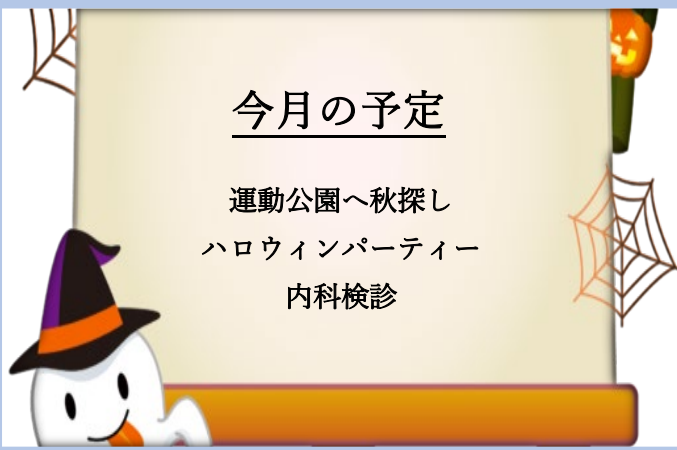 今月の予定
運動公園へ秋探し
ハロウィンパーティー
内科検診